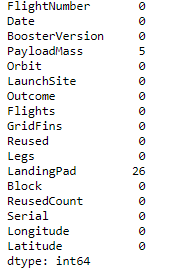 FlightNumber 0
Date 0
BoosterVersion 0
PayloadMass 5
Orbit 0
LaunchSite 0
Outcome 0
Flights 0
GridFins 0
Reused 0
Legs 0
LandingPad 26
Block 0
ReusedCount 0
Serial 0
Longitude 0
Latitude 0
dtype: int64